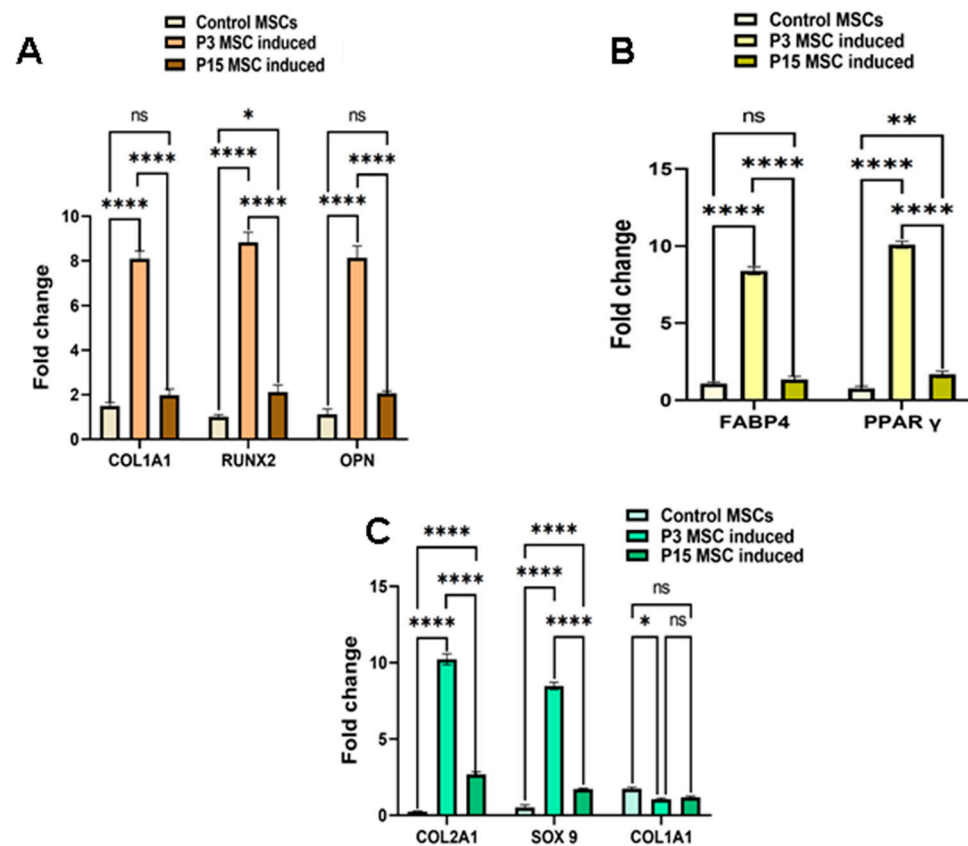 A
Control MSCs
P3 MSC induced
P15 MSC induced
ns
*
ns
****
****
****
****
****
****
Fold change
10
8
6
4
2
0
COL1A1
RUNX2
OPN
B
Control MSCs
P3 MSC induced
P15 MSC induced
ns
**
****
****
****
****
Fold change
15
10
5
0
FABP4
PPAR γ
C
Control MSCs
P3 MSC induced
P15 MSC induced
****
****
****
****
****
****
ns
*
ns
Fold change
15
10
5
0
COL2A1
SOX 9
COL1A1